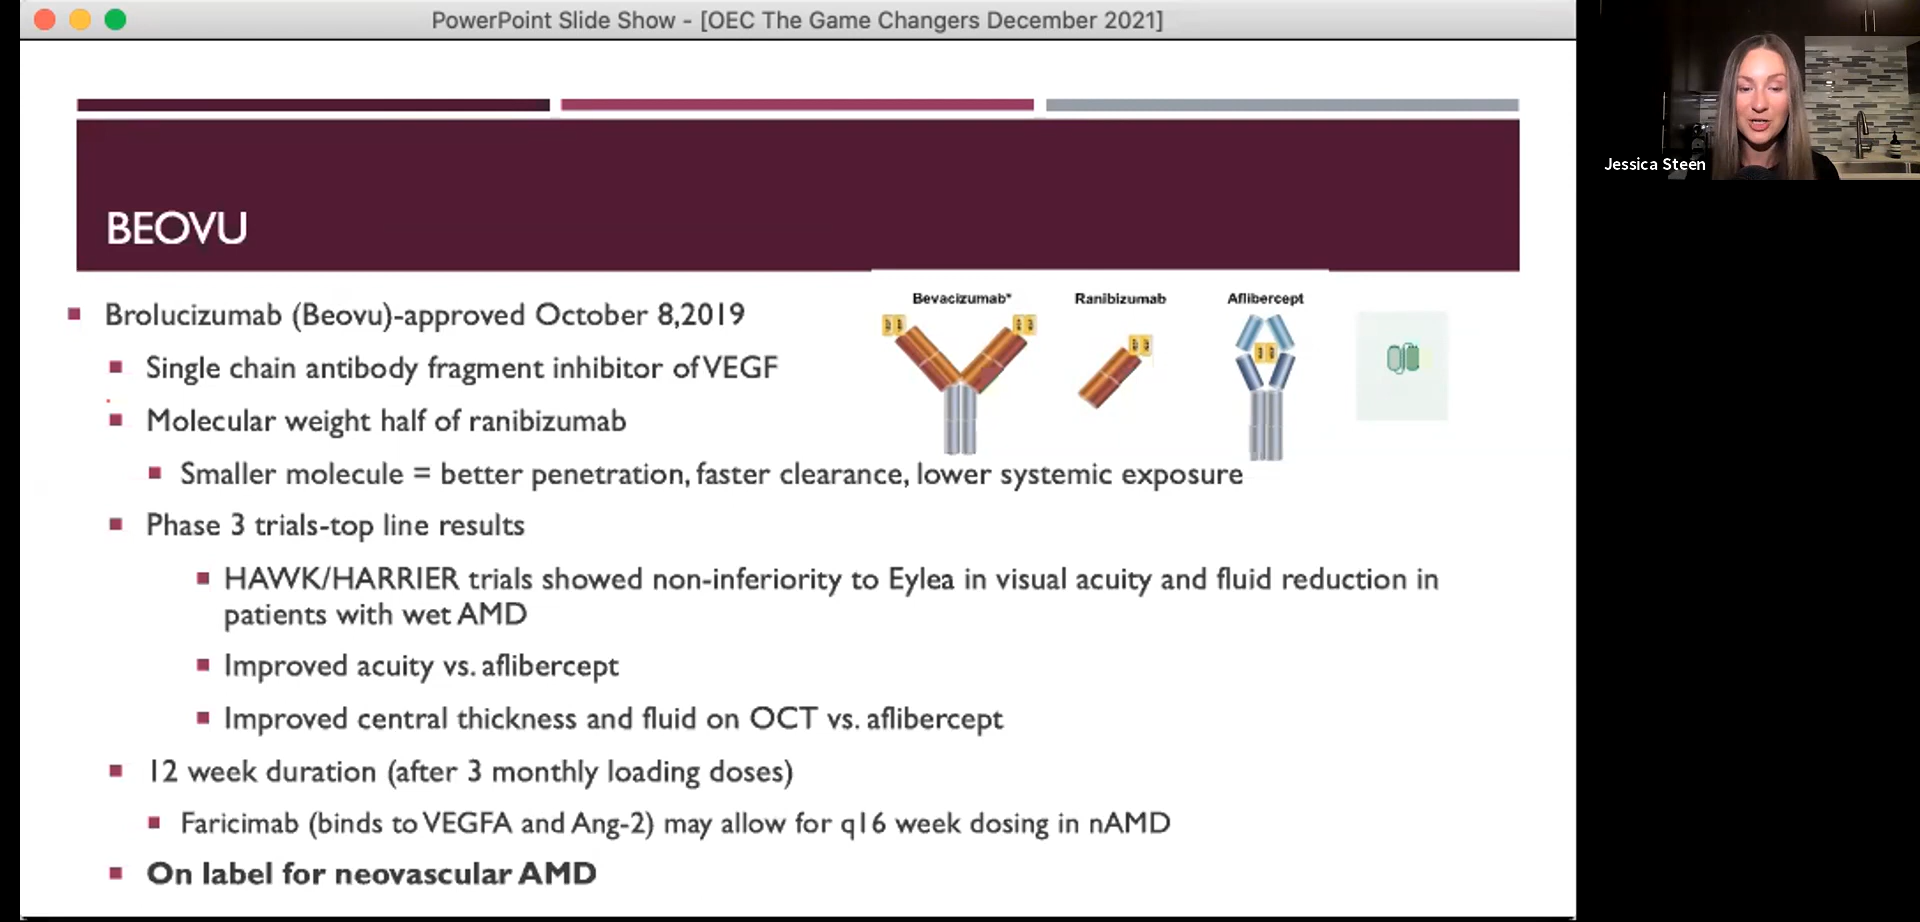 PowerPoint Slide Show - [OEC The Game Changers December 2021]
Jessica Steen
BEOVU
Bevacizumab* Ranibizumab Aflibercept
Brolucizumab (Beovu)-approved October 8,2019
Single chain antibody fragment inhibitor of VEGF
Molecular weight half of ranibizumab
Smaller molecule = better penetration, faster clearance, lower systemic exposure
Phase 3 trials-top line results
HAWK/HARRIER trials showed non-inferiority to Eylea in visual acuity and fluid reduction in
patients with wet AMD
Improved acuity vs. aflibercept
Improved central thickness and fluid on OCT vs. aflibercept
12 week duration (after 3 monthly loading doses)
Faricimab (binds to VEGFA and Ang-2) may allow for q16 week dosing in nAMD
On label for neovascular AMD